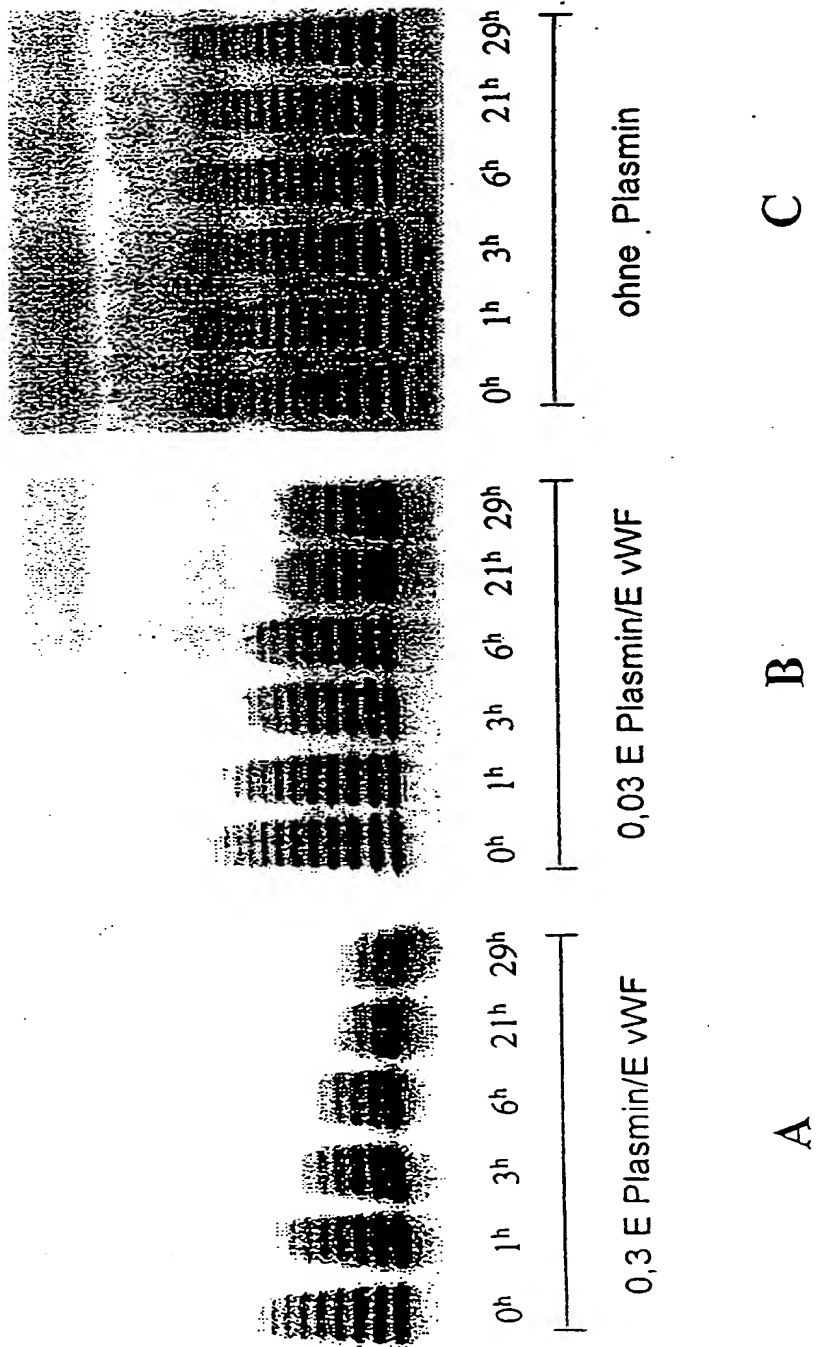 0h 1h 3h 6h 21h 29h
0,3 E Plasmin/E vWF
A
0h 1h 3h 6h 21h 29h
0,03 E Plasmin/E vWF
B
0h 1h 3h 6h 21h 29h
ohne Plasmin
C